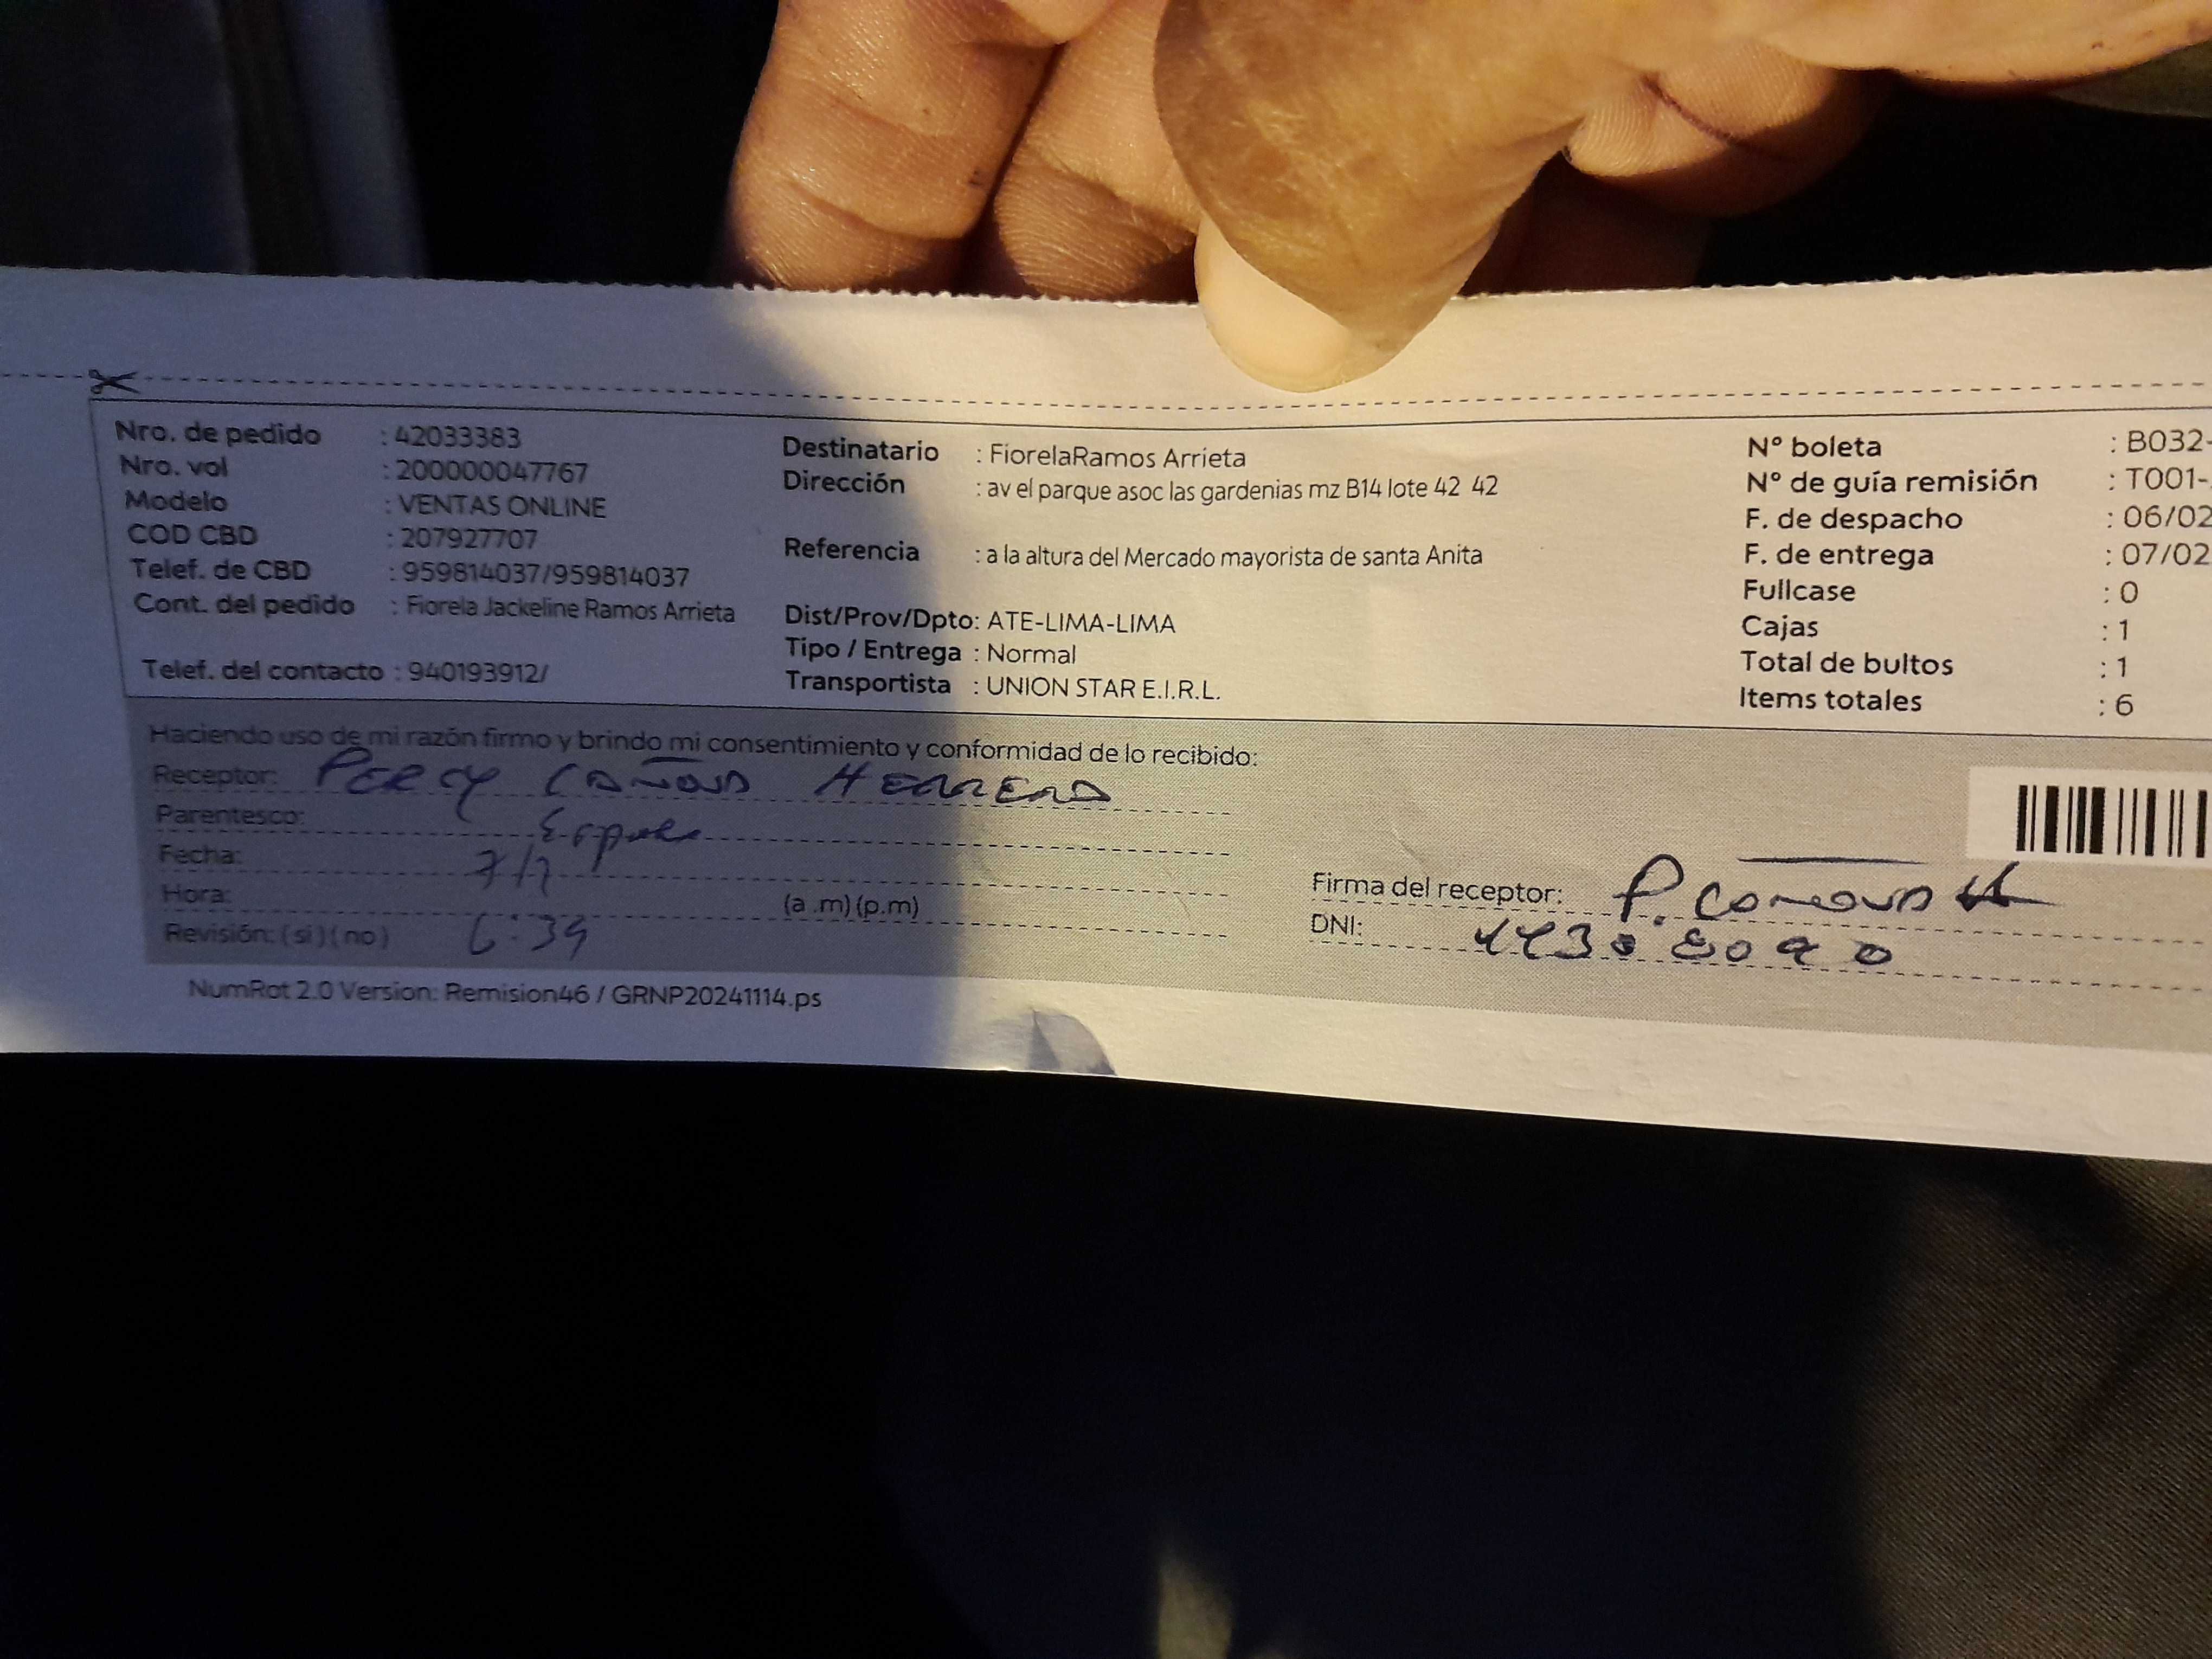 Nro. de pedido : 42033383
Nro. vol : 200000047767
Modelo : VENTAS ONLINE
COD CBD : 207927707
Telef. de CBD : 959814037/959814037
Cont. del pedido : Fiorela Jackeline Ramos Arrieta
Telef. del contacto : 940193912/
Destinatario : FiorelaRamos Arrieta
Dirección : av el parque asoc las gardenias mz B14 lote 42 42
Referencia : a la altura del Mercado mayorista de santa Anita
Dist/Prov/Dpto: ATE-LIMA-LIMA
Tipo / Entrega : Normal
Transportista : UNION STAR E.I.R.L.
Nº boleta : B032-
Nº de guía remisión : T001-
F. de despacho : 06/02
F. de entrega : 07/02
Fullcase : 0
Cajas : 1
Total de bultos : 1
Items totales : 6
Haciendo uso de mi razón firmo y brindo mi consentimiento y conformidad de lo recibido:
Receptor: PERCY HERRERA
Parentesco:
Fecha:
Hora: (a .m) (p.m)
Revisión: (si) (no) 6:39
Firma del receptor:
DNI:
NumRot 2.0 Version: Remision46 / GRNP20241114.ps